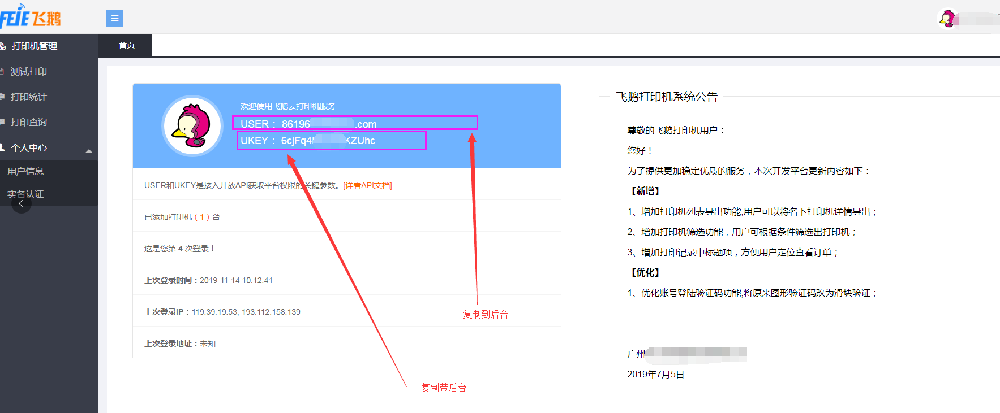 FEIE飞鹅
打印机管理
测试打印
打印统计
打印查询
个人中心
用户信息
实名认证
首页
欢迎使用飞鹅云打印机服务
USER： 86196 .com
UKEY： 6cjFq4 KZUhc
USER和UKEY是接入开放API获取平台权限的关键参数。[详看API文档]
已添加打印机（1）台
这是您第 4 次登录！
上次登录时间：2019-11-14 10:12:41
上次登录IP：119.39.19.53, 193.112.158.139
上次登录地址：未知
复制到后台
复制带后台
飞鹅打印机系统公告
尊敬的飞鹅打印机用户：
您好！
为了提供更加稳定优质的服务，本次开发平台更新内容如下：
【新增】
1、增加打印机列表导出功能,用户可以将名下打印机详情导出；
2、增加打印机筛选功能，用户可根据条件筛选出打印机；
3、增加打印记录中标题项，方便用户定位查看订单；
【优化】
1、优化账号登陆验证码功能,将原来图形验证码改为滑块验证；
广州
2019年7月5日